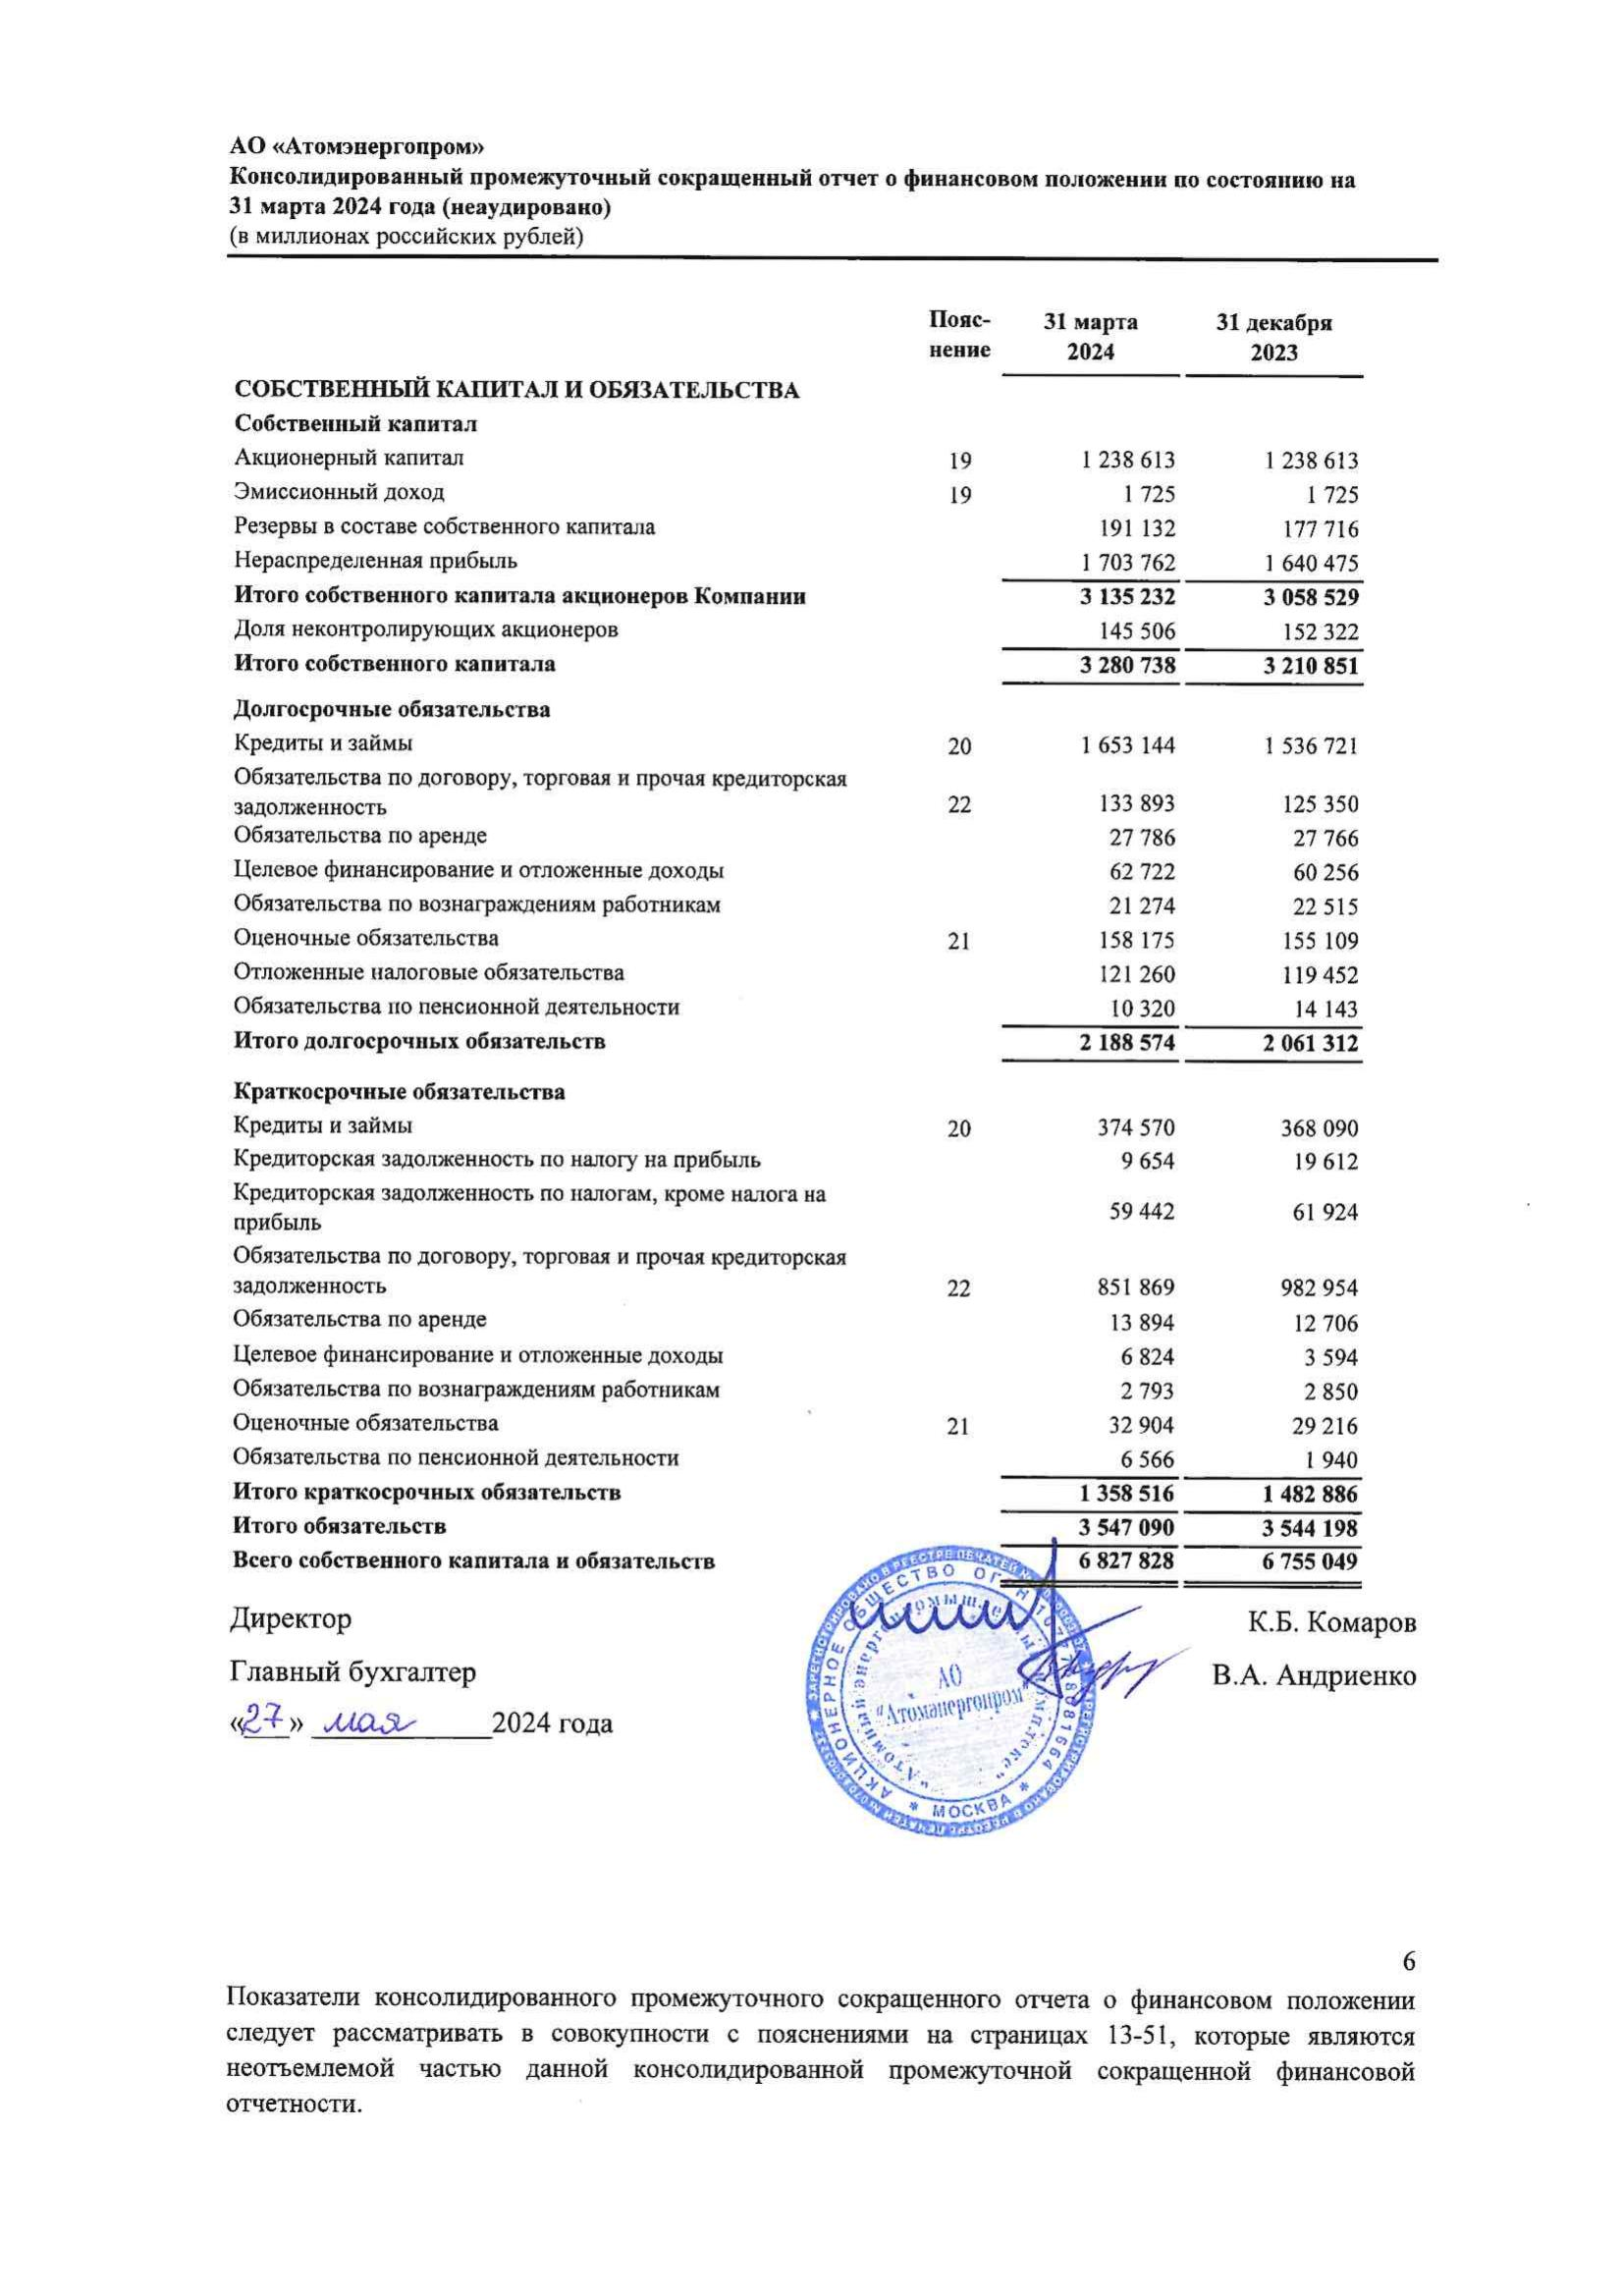 АО «Атомэнергопром»
Консолидированный промежуточный сокращенный отчет о финансовом положении по состоянию на
31 марта 2024 года (неаудировано)
(в миллионах российских рублей)
Пояс- 31 марта 31 декабря
нение 2024 2023
СОБСТВЕННЫЙ КАПИТАЛ И ОБЯЗАТЕЛЬСТВА
Собственный капитал
Акционерный капитал 19 1 238 613 1 238 613
Эмиссионный доход 19 1 725 1 725
Резервы в составе собственного капитала 191 132 177 716
Нераспределенная прибыль 1 703 762 1 640 475
Итого собственного капитала акционеров Компании 3 135 232 3 058 529
Доля неконтролирующих акционеров 145 506 152 322
Итого собственного капитала 3 280 738 3 210 851
Долгосрочные обязательства
Кредиты и займы 20 1 653 144 1 536 721
Обязательства по договору, торговая и прочая кредиторская
задолженность 22 133 893 125 350
Обязательства по аренде 27 786 27 766
Целевое финансирование и отложенные доходы 62 722 60 256
Обязательства по вознаграждениям работникам 21 274 22 515
Оценочные обязательства 21 158 175 155 109
Отложенные налоговые обязательства 121 260 119 452
Обязательства по пенсионной деятельности 10 320 14 143
Итого долгосрочных обязательств 2 188 574 2 061 312
Краткосрочные обязательства
Кредиты и займы 20 374 570 368 090
Кредиторская задолженность по налогу на прибыль 9 654 19 612
Кредиторская задолженность по налогам, кроме налога на
прибыль 59 442 61 924
Обязательства по договору, торговая и прочая кредиторская
задолженность 22 851 869 982 954
Обязательства по аренде 13 894 12 706
Целевое финансирование и отложенные доходы 6 824 3 594
Обязательства по вознаграждениям работникам 2 793 2 850
Оценочные обязательства 21 32 904 29 216
Обязательства по пенсионной деятельности 6 566 1 940
Итого краткосрочных обязательств 1 358 516 1 482 886
Итого обязательств 3 547 090 3 544 198
Всего собственного капитала и обязательств 6 827 828 6 755 049
Директор К.Б. Комаров
Главный бухгалтер В.А. Андриенко
«27» мая 2024 года
АКЦИОНЕРНОЕ ОБЩЕСТВО
* МОСКВА *
АО
"Атомэнергопром"
6
Показатели консолидированного промежуточного сокращенного отчета о финансовом положении
следует рассматривать в совокупности с пояснениями на страницах 13-51, которые являются
неотъемлемой частью данной консолидированной промежуточной сокращенной финансовой
отчетности.